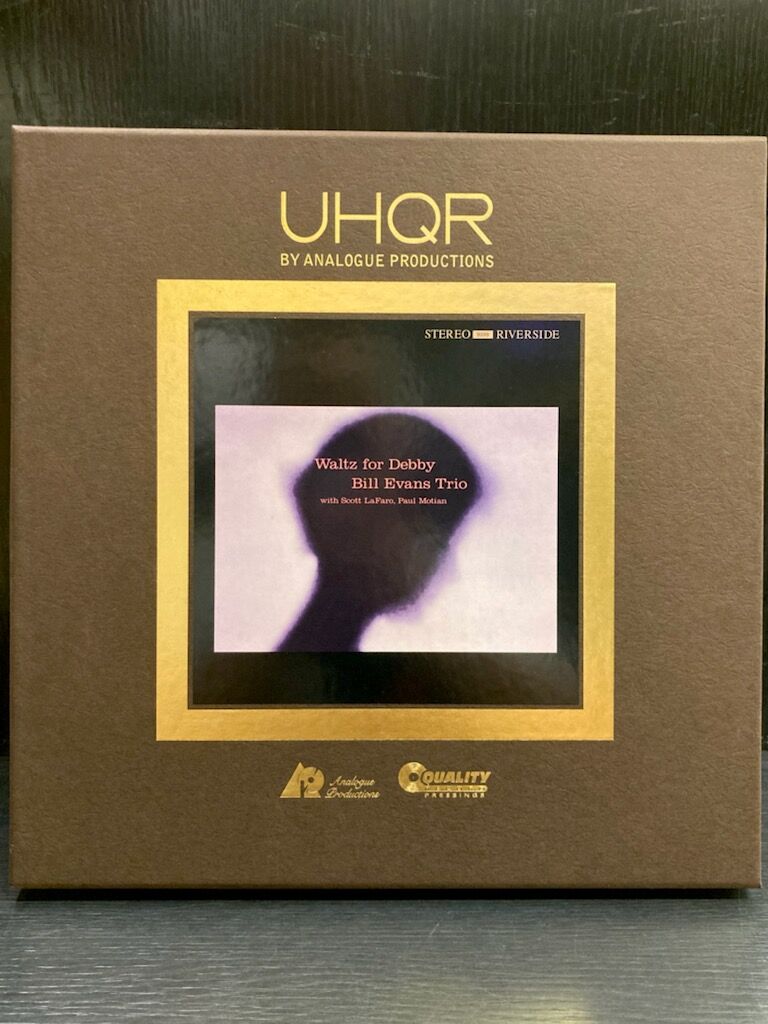 UHQR
BY ANALOGUE PRODUCTIONS
STEREO RIVERSIDE
Waltz for Debby
Bill Evans Trio
with Scott LaFaro, Paul Motian
Analogue
Productions
QUALITY
PRESSINGS